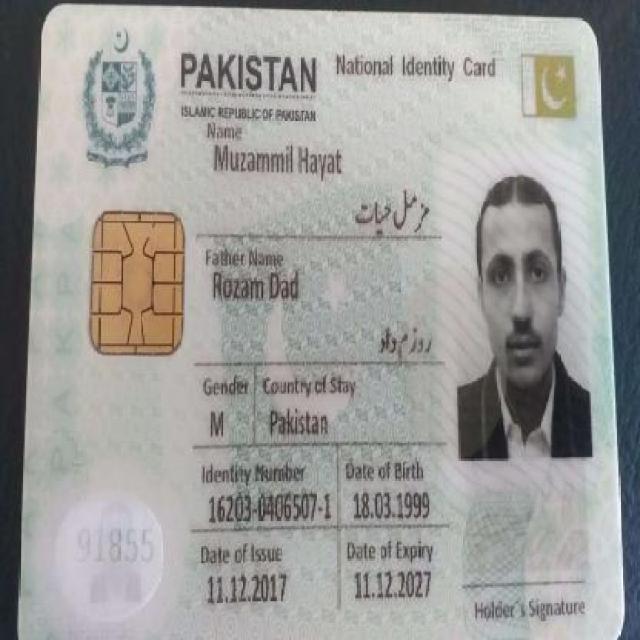 PAKISTAN National Identity Card
ISLAMIC REPUBLIC OF PAKISTAN
Name
Muzammil Hayat
مزمل حیات
Father Name
Rozam Dad
روزم داد
Gender Country of Stay
M Pakistan
Identity Number Date of Birth
16203-0406507-1 18.03.1999
Date of Issue Date of Expiry
11.12.2017 11.12.2027
91855
Holder's Signature